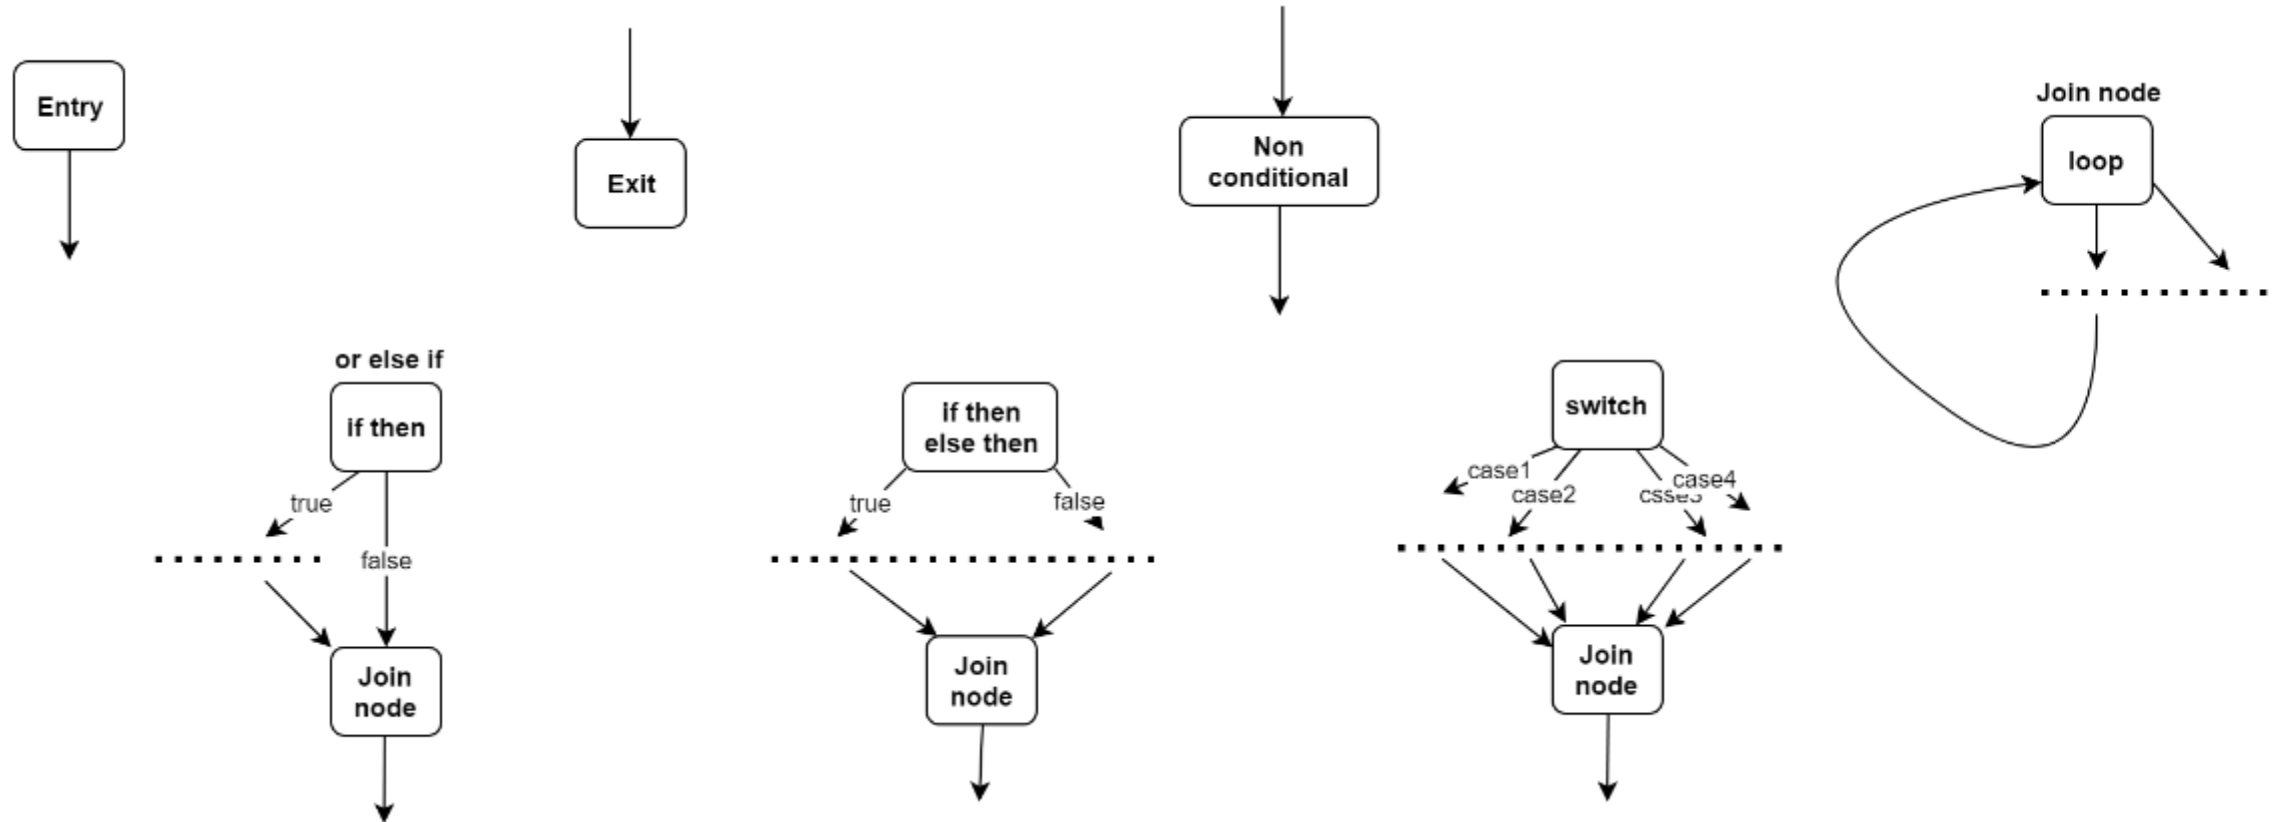 Entry
Exit
Non
conditional
Join node
loop
or else if
if then
true
false
Join
node
if then
else then
true
false
Join
node
switch
case1
case2
case4
Join
node